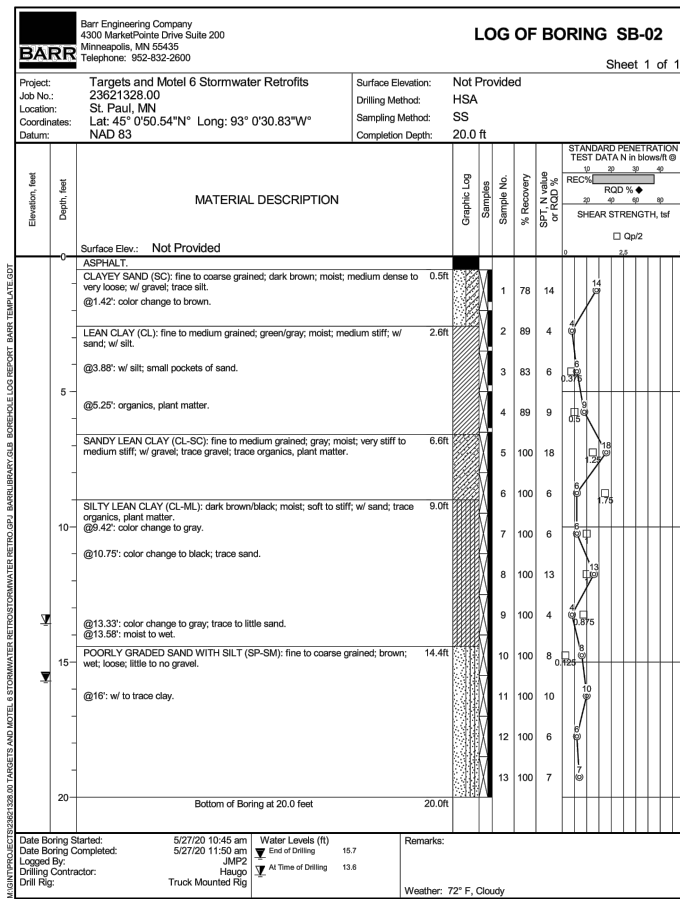 BARR
Barr Engineering Company
4300 MarketPointe Drive Suite 200
Minneapolis, MN 55435
Telephone: 952-832-2600
LOG OF BORING SB-02
Sheet 1 of 1
Project: Targets and Motel 6 Stormwater Retrofits
Job No.: 23621328.00
Location: St. Paul, MN
Coordinates: Lat: 45° 0'50.54"N° Long: 93° 0'30.83"W°
Datum: NAD 83
Surface Elevation: Not Provided
Drilling Method: HSA
Sampling Method: SS
Completion Depth: 20.0 ft
Elevation, feet
Depth, feet
MATERIAL DESCRIPTION
Surface Elev.: Not Provided
Graphic Log
Samples
Sample No.
% Recovery
SPT, N value or RQD %
STANDARD PENETRATION
TEST DATA N in blows/ft
10 20 30 40
REC%
RQD %
20 40 60 80
SHEAR STRENGTH, tsf
Qp/2
0 2.5
0
ASPHALT.
CLAYEY SAND (SC): fine to coarse grained; dark brown; moist; medium dense to 0.5ft
very loose; w/ gravel; trace silt.
1 78 14 14
@1.42': color change to brown.
2 89 4 4
LEAN CLAY (CL): fine to medium grained; green/gray; moist; medium stiff; w/ 2.6ft
sand; w/ silt.
@3.88': w/ silt; small pockets of sand.
3 83 6 6 0.375
5
@5.25': organics, plant matter.
4 89 9 9 0.5
SANDY LEAN CLAY (CL-SC): fine to medium grained; gray; moist; very stiff to 6.6ft
medium stiff; w/ gravel; trace gravel; trace organics, plant matter.
5 100 18 18 1.25
6 100 6 6 1.75
SILTY LEAN CLAY (CL-ML): dark brown/black; moist; soft to stiff; w/ sand; trace 9.0ft
organics, plant matter.
@9.42': color change to gray.
10
7 100 6 6 1
@10.75': color change to black; trace sand.
8 100 13 13 1
9 100 4 4 0.875
@13.33': color change to gray; trace to little sand.
@13.58': moist to wet.
POORLY GRADED SAND WITH SILT (SP-SM): fine to coarse grained; brown; 14.4ft
wet; loose; little to no gravel.
15
10 100 8 8 0.125
@16': w/ to trace clay.
11 100 10 10
12 100 6 6
13 100 7 7
20
Bottom of Boring at 20.0 feet 20.0ft
Date Boring Started: 5/27/20 10:45 am
Date Boring Completed: 5/27/20 11:50 am
Logged By: JMP2
Drilling Contractor: Haugo
Drill Rig: Truck Mounted Rig
Water Levels (ft)
End of Drilling 15.7
At Time of Drilling 13.6
Remarks:
Weather: 72° F, Cloudy
M:\GINT\PROJECTS\23621328.00 TARGETS AND MOTEL 6 STORMWATER RETROFITS\STORMWATER RETRO.GPJ BARRLIBRARY.GLB BOREHOLE LOG REPORT BARR TEMPLATE.GDT